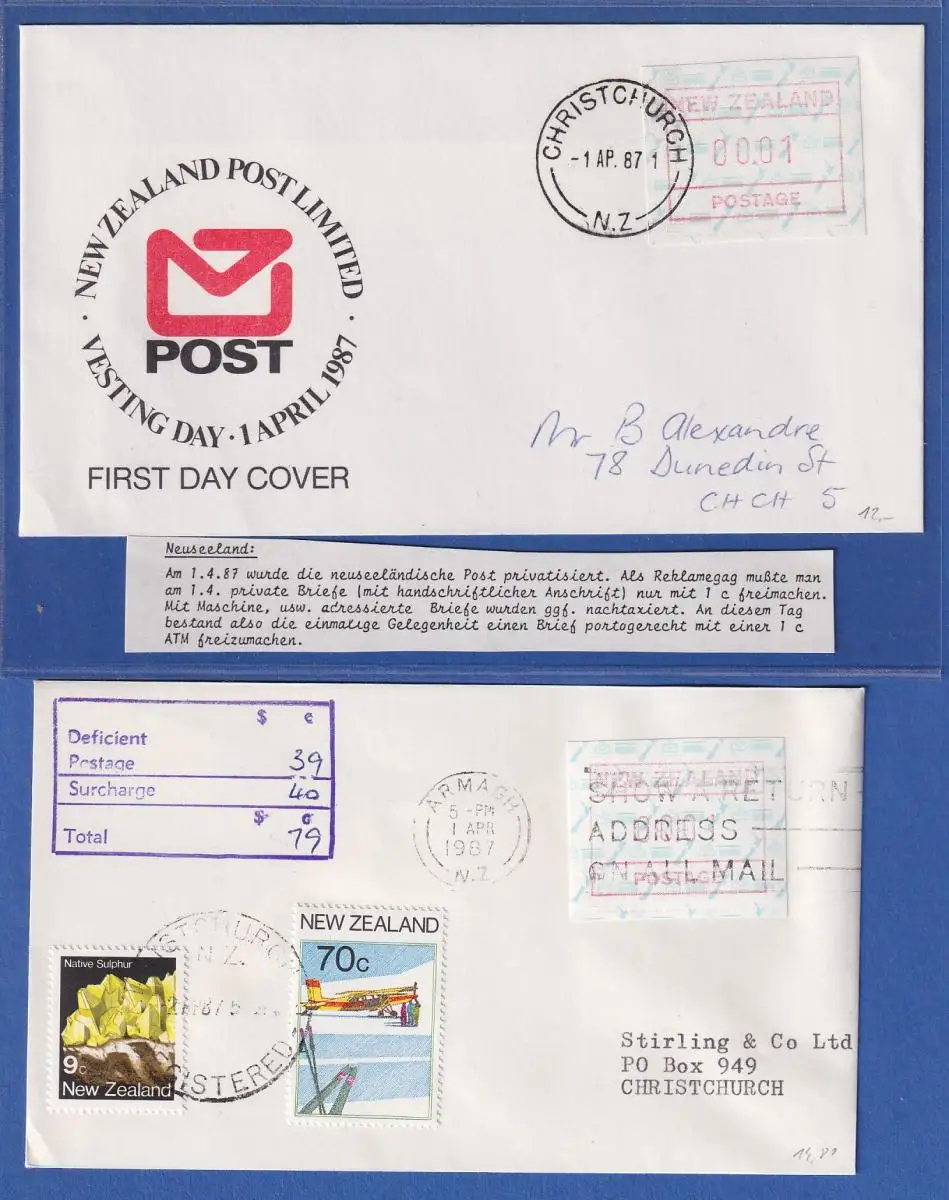 NEW ZEALAND POST LIMITED
· VESTING DAY · 1 APRIL 1987 ·
POST
FIRST DAY COVER
CHRISTCHURCH
-1 AP. 87 1
N.Z
NEW ZEALAND
00.01
POSTAGE
Mr B Alexandre
78 Dunedin St
CHCH 5
12,-
Neuseeland:
Am 1.4.87 wurde die neuseeländische Post privatisiert. Als Reklamegag mußte man
am 1.4. private Briefe (mit handschriftlicher Anschrift) nur mit 1 c freimachen.
Mit Maschine, usw. adressierte Briefe wurden ggf. nachtaxiert. An diesem Tag
bestand also die einmalige Gelegenheit einen Brief portogerecht mit einer 1 c
ATM freizumachen.
$ c
Deficient
Postage 39
Surcharge 40
$ c
Total 79
ARMAGH
5 -PM
1 APR
1987
N.Z.
NEW ZEALAND
POSTAGE
SHOW A RETURN
ADDRESS
ON ALL MAIL
N.Z.
Native Sulphur
9c
New Zealand
NEW ZEALAND
70c
Stirling & Co Ltd
PO Box 949
CHRISTCHURCH